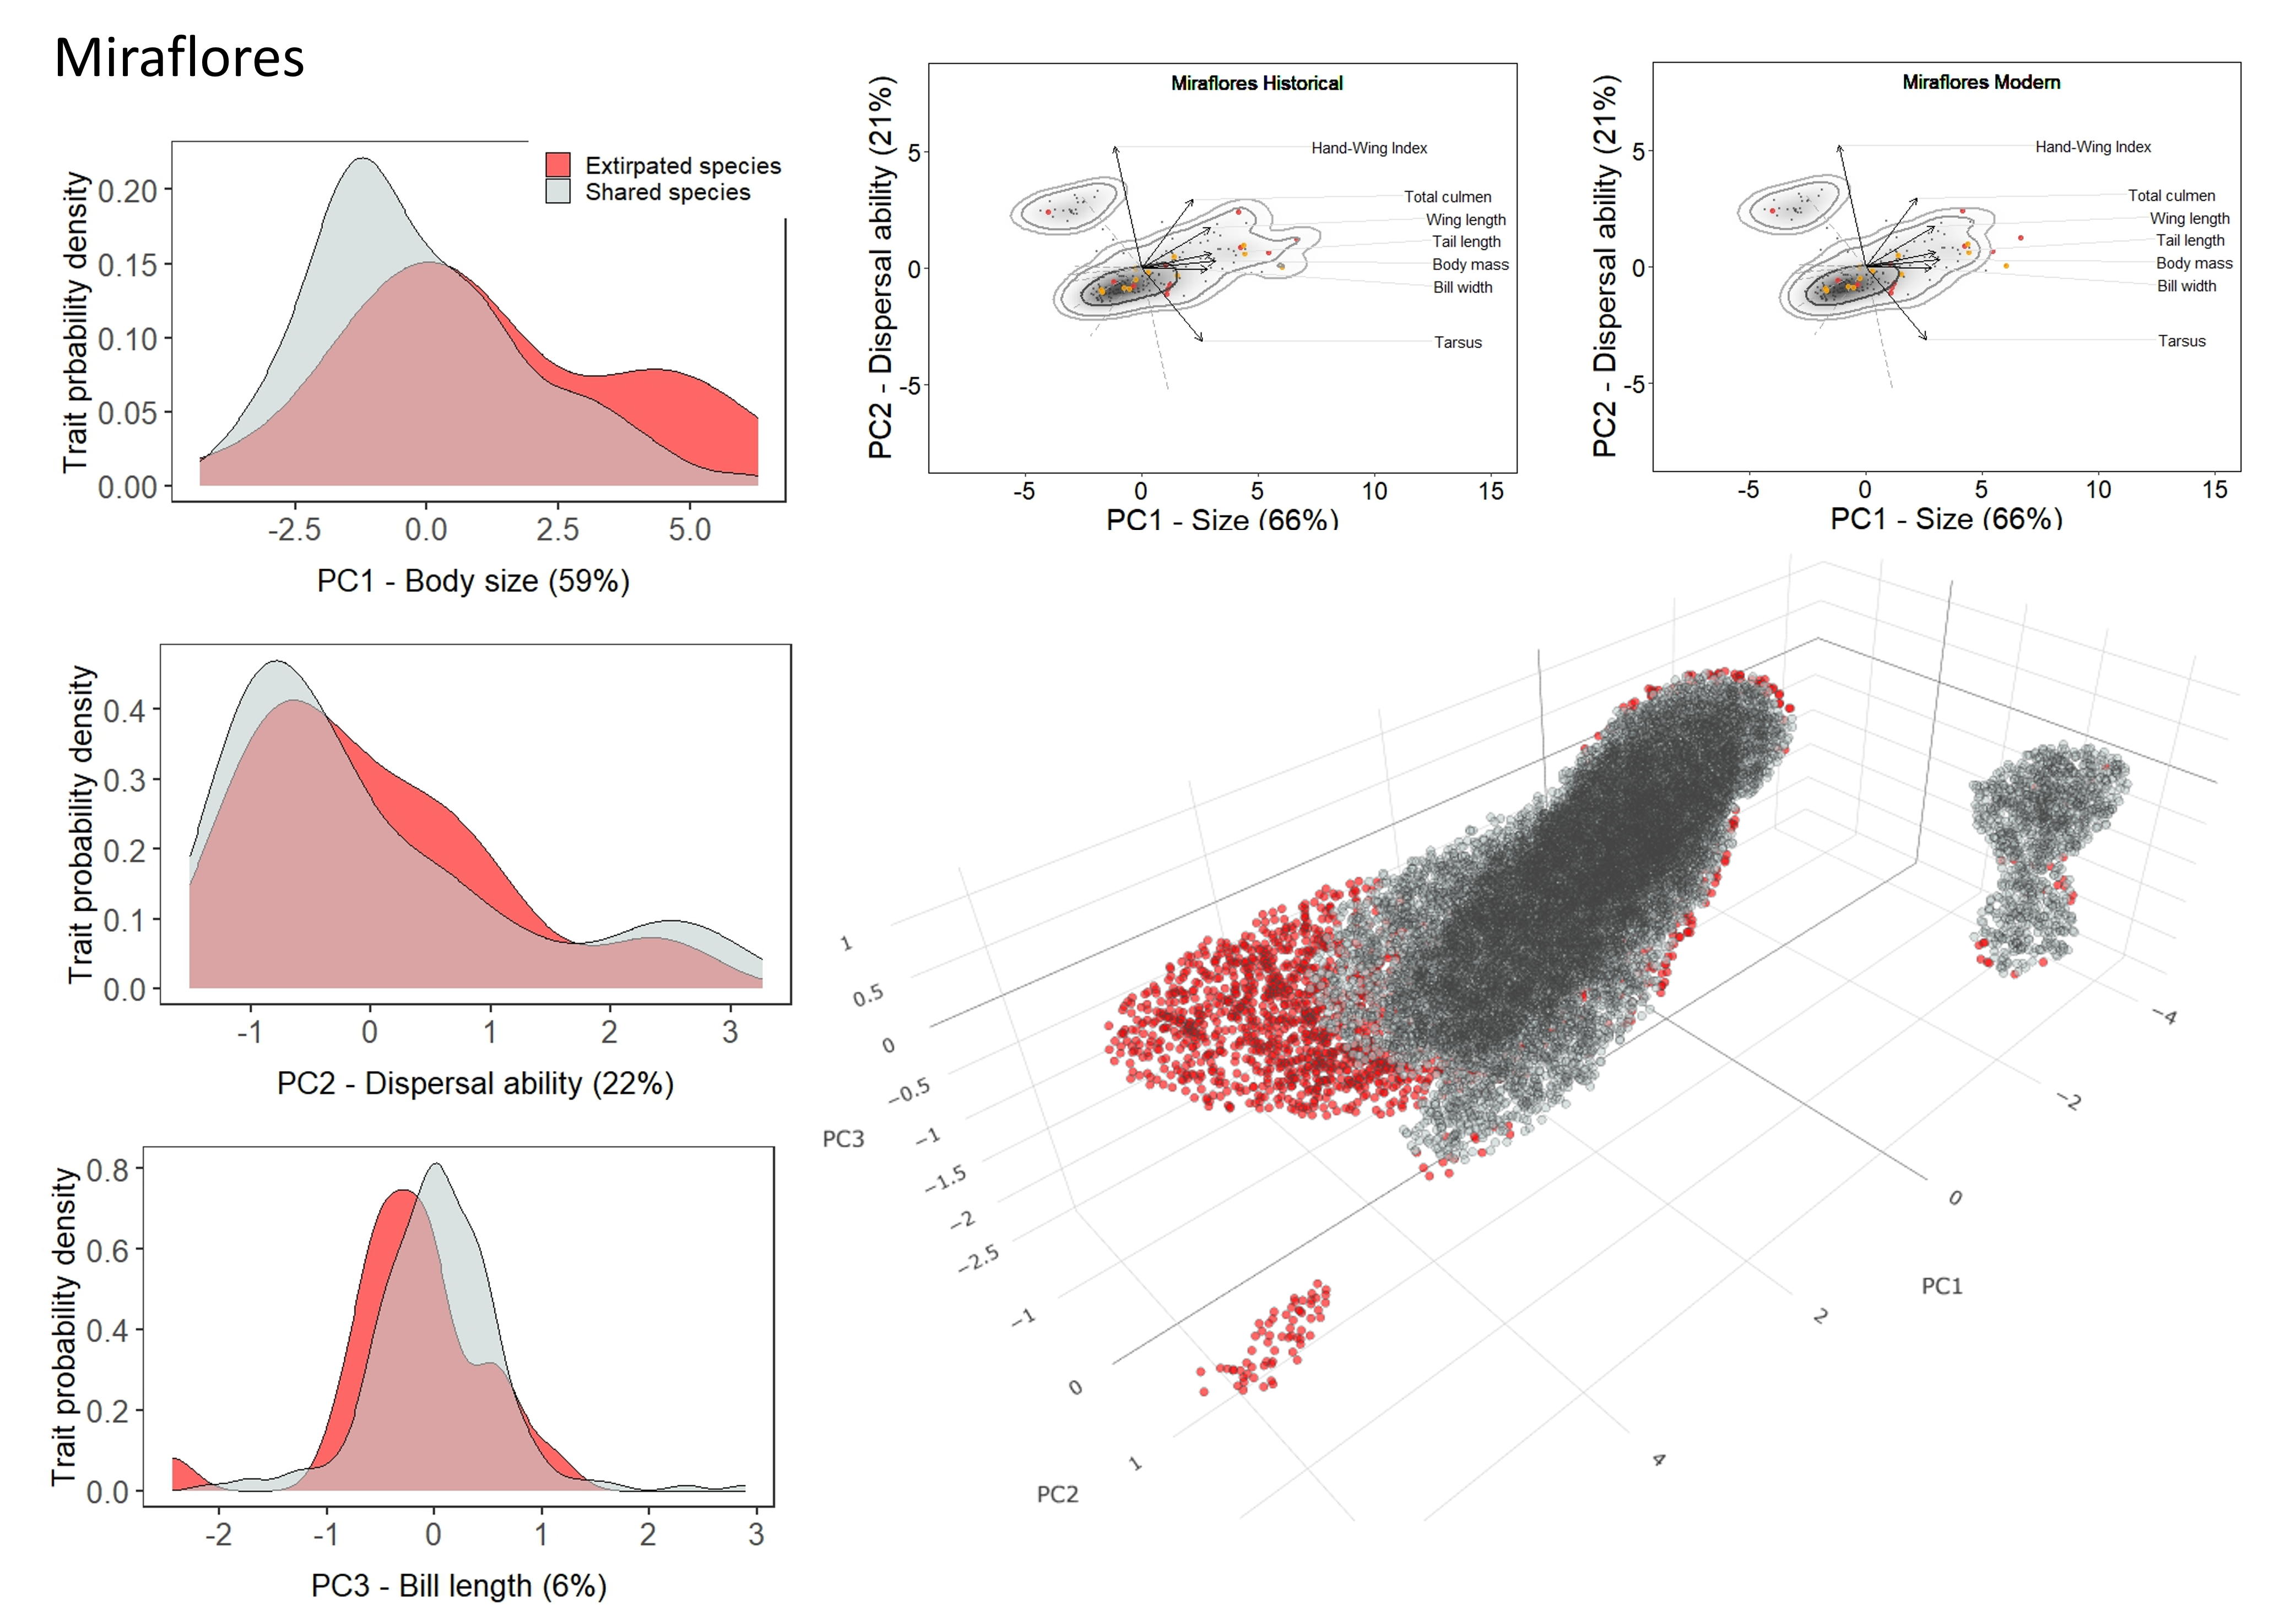 Miraflores
Trait prbability density
0.20
0.15
0.10
0.05
0.00
Extirpated species
Shared species
-2.5
0.0
2.5
5.0
PC1 - Body size (59%)
PC2 - Dispersal ability (21%)
Miraflores Historical
5
0
-5
Hand-Wing Index
Total culmen
Wing length
Tail length
Body mass
Bill width
Tarsus
-5
0
5
10
15
PC1 - Size (66%)
PC2 - Dispersal ability (21%)
Miraflores Modern
5
0
-5
Hand-Wing Index
Total culmen
Wing length
Tail length
Body mass
Bill width
Tarsus
-5
0
5
10
15
PC1 - Size (66%)
Trait probability density
0.4
0.3
0.2
0.1
0.0
-1
0
1
2
3
PC2 - Dispersal ability (22%)
Trait probability density
0.8
0.6
0.4
0.2
0.0
-2
-1
0
1
2
3
PC3 - Bill length (6%)
1
0.5
0
−0.5
−1
−1.5
−2
−2.5
PC3
−1
0
1
PC2
−4
−2
0
2
4
PC1